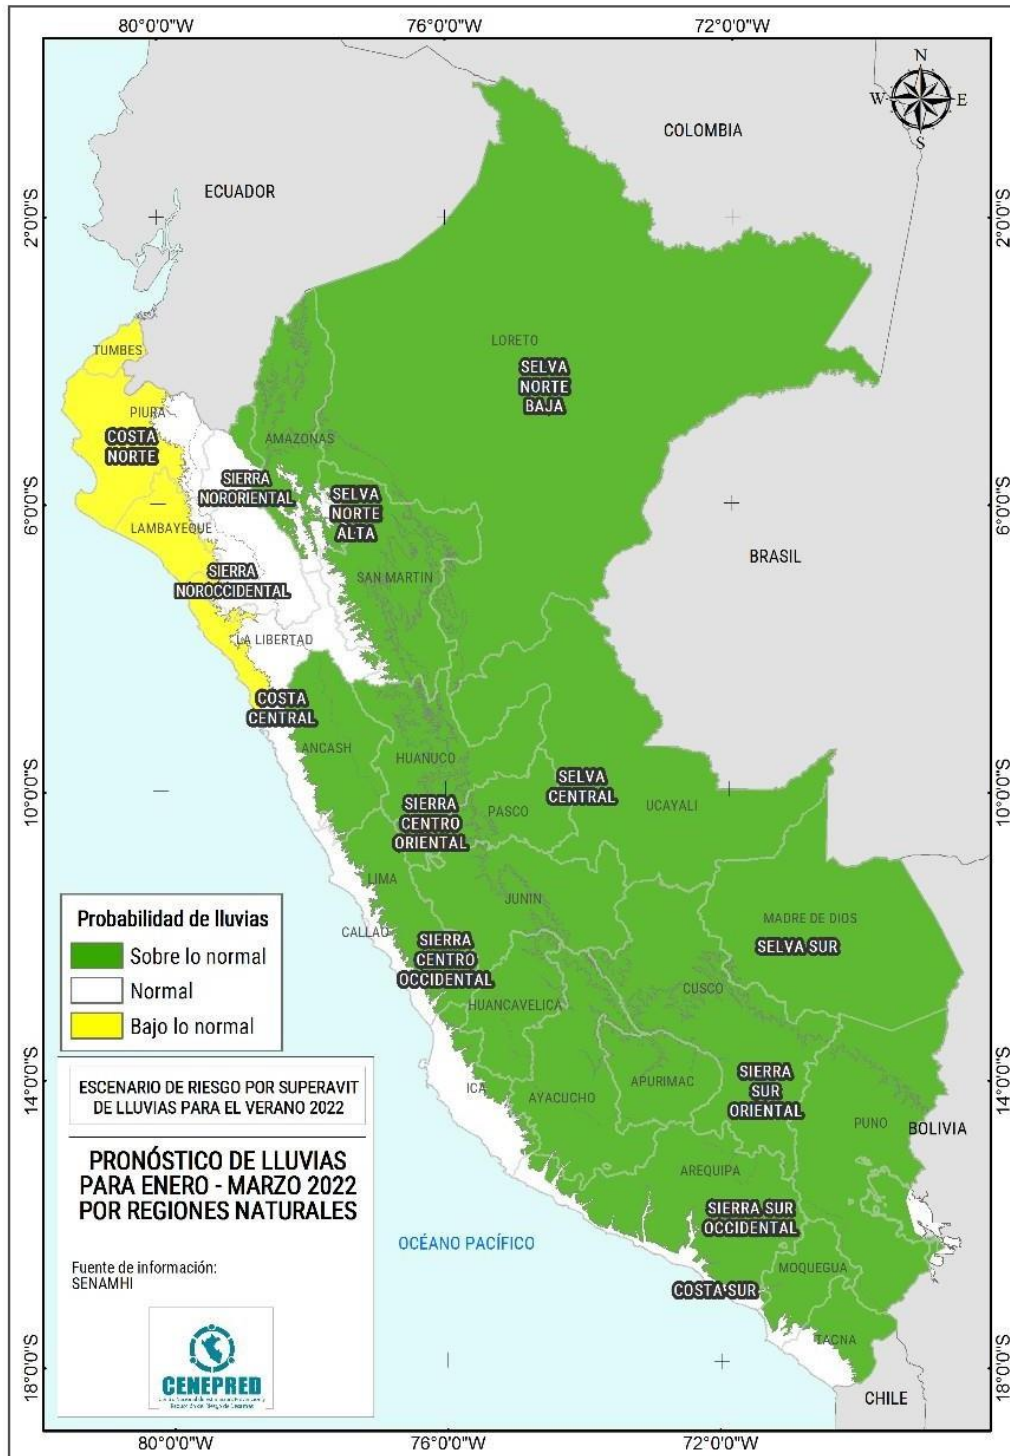 80°0'0"W
76°0'0"W
72°0'0"W
N
W
E
S
COLOMBIA
ECUADOR
2°0'0"S
2°0'0"S
LORETO
TUMBES
SELVA
NORTE
BAJA
PIURA
COSTA
NORTE
AMAZONAS
SIERRA
NORORIENTAL
SELVA
NORTE
ALTA
6°0'0"S
6°0'0"S
LAMBAYEQUE
BRASIL
SIERRA
NOROCCIDENTAL
SAN MARTIN
LA LIBERTAD
COSTA
CENTRAL
ANCASH
HUANUCO
SELVA
CENTRAL
10°0'0"S
10°0'0"S
SIERRA
CENTRO
ORIENTAL
PASCO
UCAYALI
LIMA
JUNIN
MADRE DE DIOS
SELVA SUR
CALLAO
SIERRA
CENTRO
OCCIDENTAL
CUSCO
HUANCAVELICA
Probabilidad de lluvias
Sobre lo normal
Normal
Bajo lo normal
14°0'0"S
14°0'0"S
ICA
AYACUCHO
APURIMAC
SIERRA
SUR
ORIENTAL
PUNO
BOLIVIA
AREQUIPA
SIERRA SUR
OCCIDENTAL
MOQUEGUA
COSTA SUR
TACNA
OCÉANO PACÍFICO
CHILE
ESCENARIO DE RIESGO POR SUPERAVIT
DE LLUVIAS PARA EL VERANO 2022
PRONÓSTICO DE LLUVIAS
PARA ENERO - MARZO 2022
POR REGIONES NATURALES
Fuente de información:
SENAMHI
CENEPRED
18°0'0"S
18°0'0"S
80°0'0"W
76°0'0"W
72°0'0"W